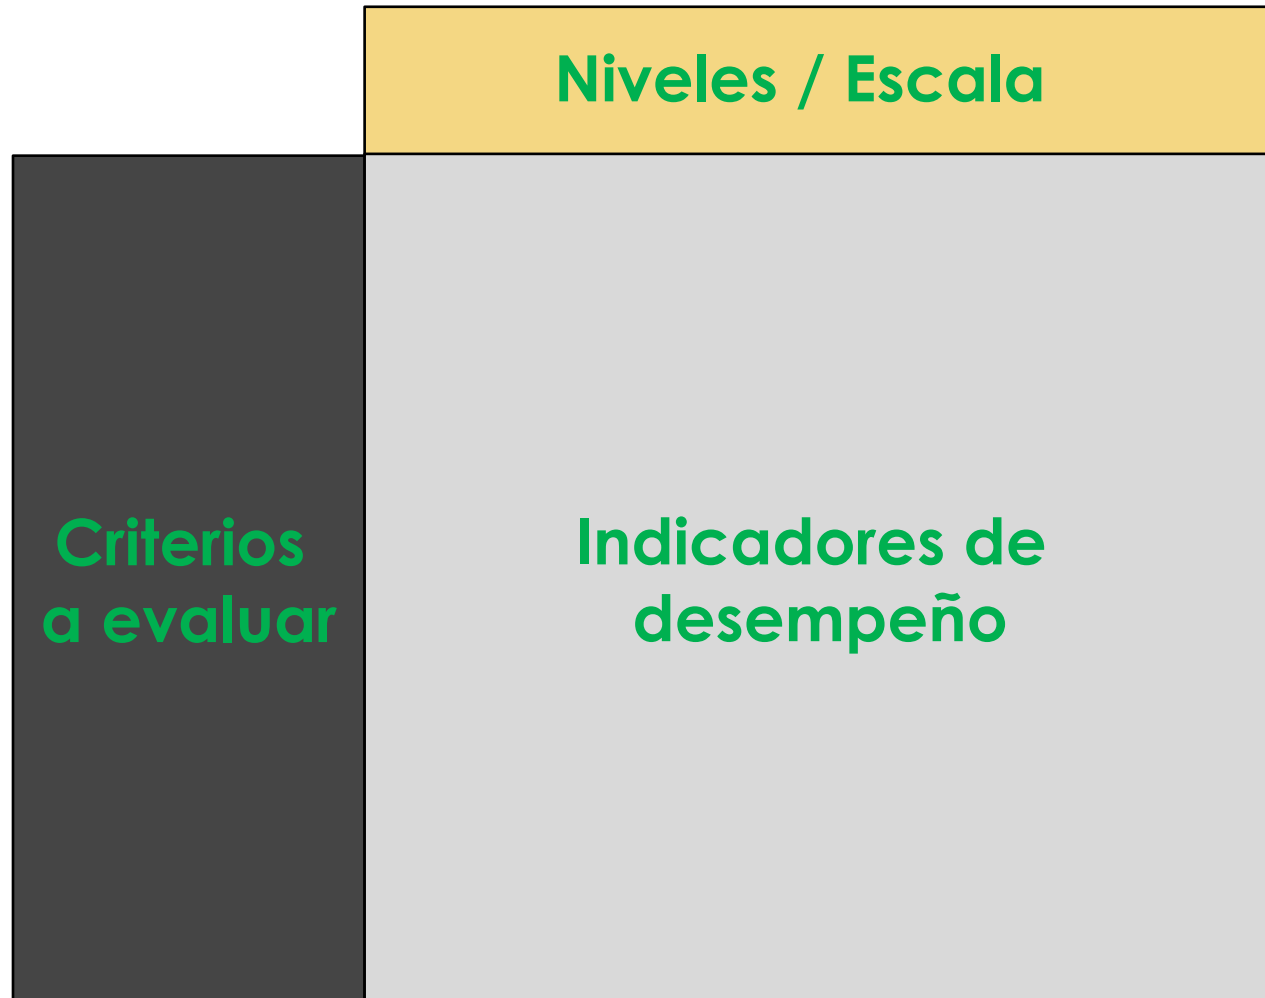 Niveles / Escala
Criterios
a evaluar
Indicadores de
desempeño